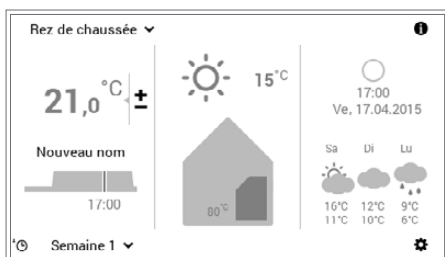 Rez de chaussée
21,0 °C ±
Nouveau nom
17:00
Semaine 1
15°C
80°C
17:00
Ve, 17.04.2015
Sa Di Lu
16°C 12°C 9°C
11°C 10°C 6°C